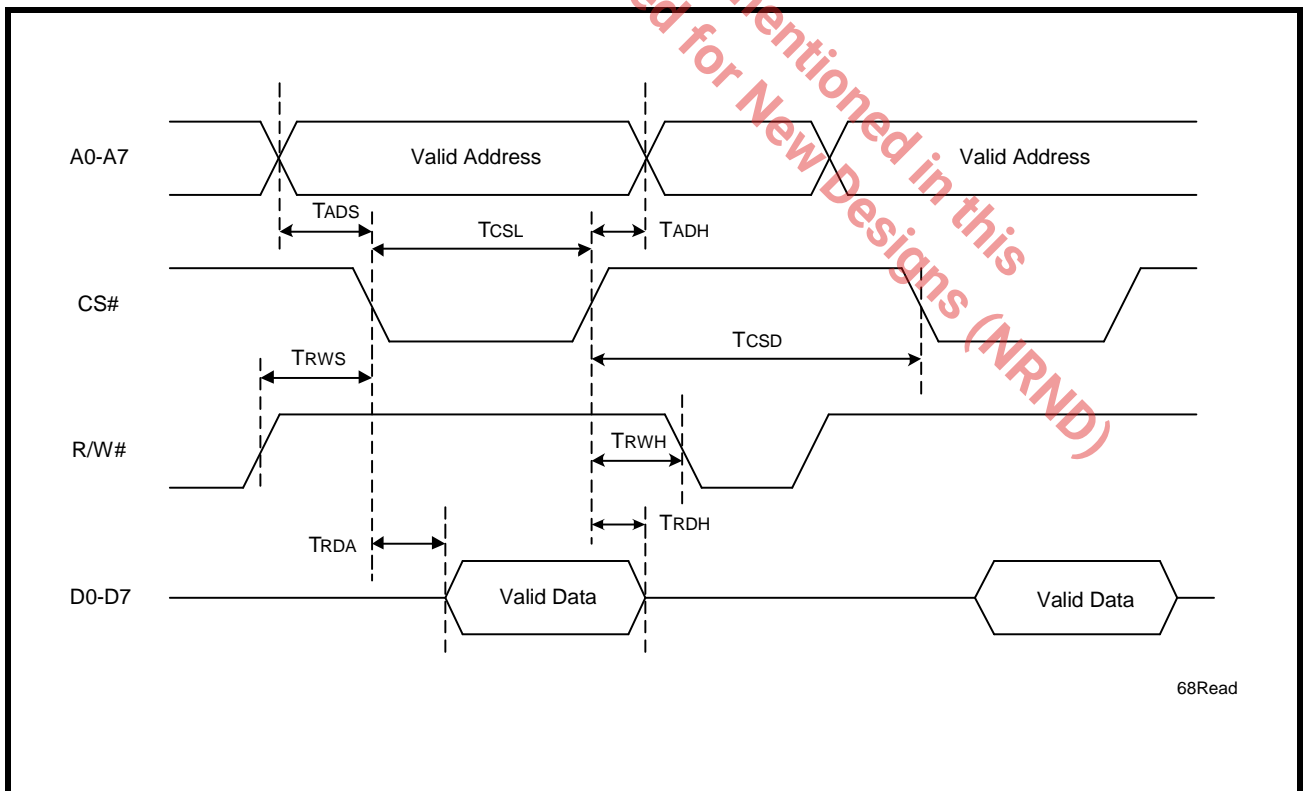 mentioned in this
ed for New Designs (NRND)
A0-A7
Valid Address
Valid Address
TADS
TCSL
TADH
CS#
TCSD
TRWS
R/W#
TRWH
TRDH
TRDA
D0-D7
Valid Data
Valid Data
68Read